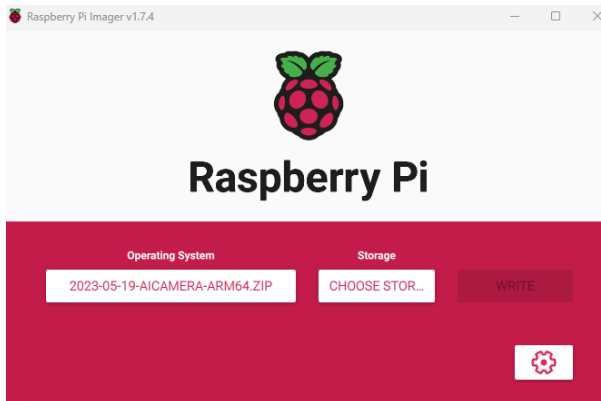 Raspberry Pi Imager v1.7.4
Raspberry Pi
Operating System
Storage
2023-05-19-AICAMERA-ARM64.ZIP
CHOOSE STOR...
WRITE